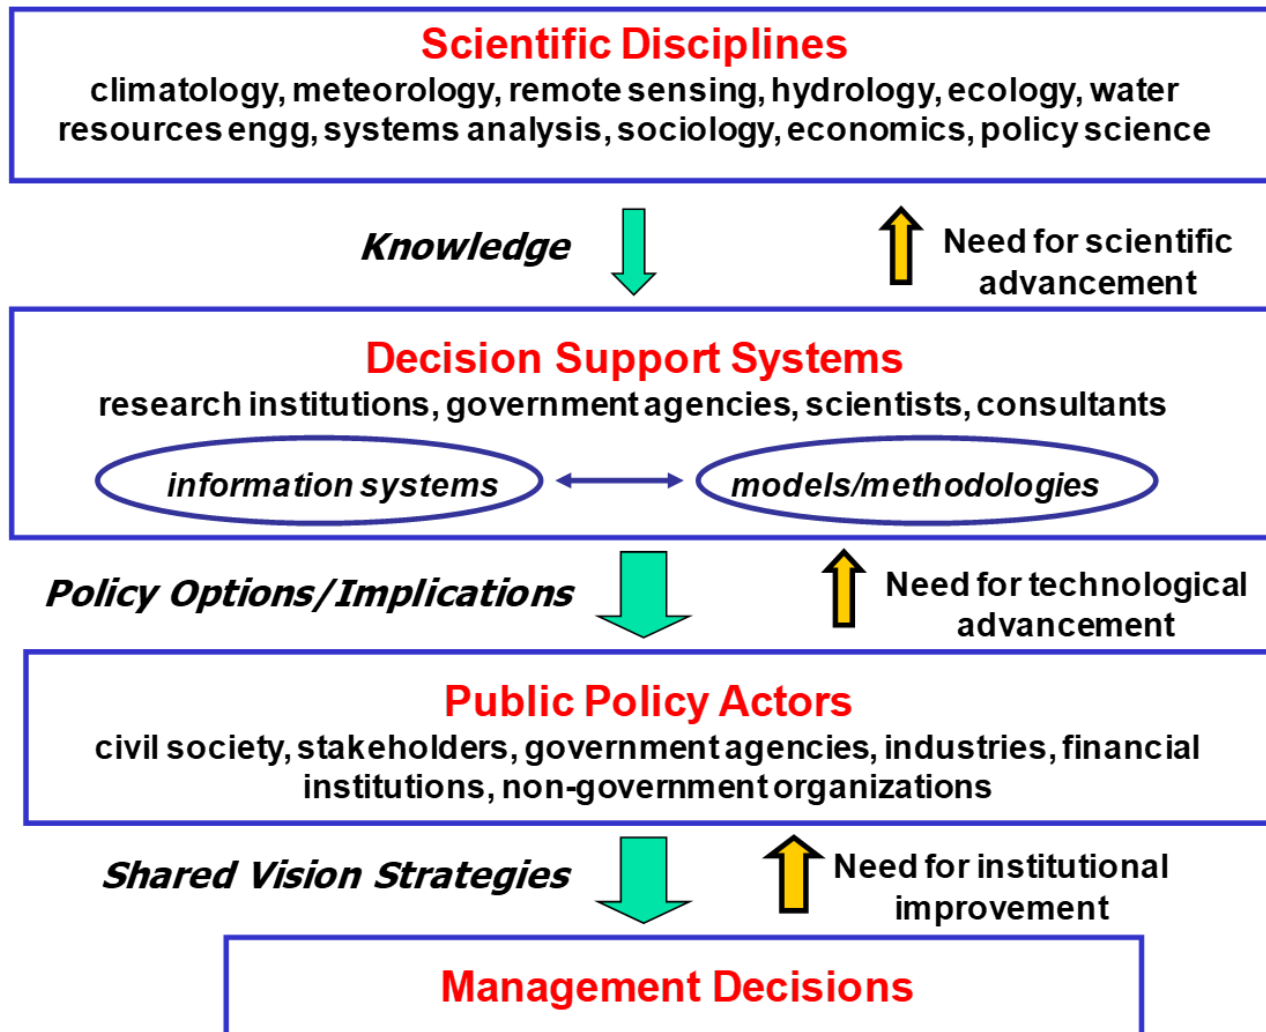 Scientific Disciplines
climatology, meteorology, remote sensing, hydrology, ecology, water
resources engg, systems analysis, sociology, economics, policy science
Knowledge
Need for scientific
advancement
Decision Support Systems
research institutions, government agencies, scientists, consultants
information systems
models/methodologies
Policy Options/Implications
Need for technological
advancement
Public Policy Actors
civil society, stakeholders, government agencies, industries, financial
institutions, non-government organizations
Shared Vision Strategies
Need for institutional
improvement
Management Decisions